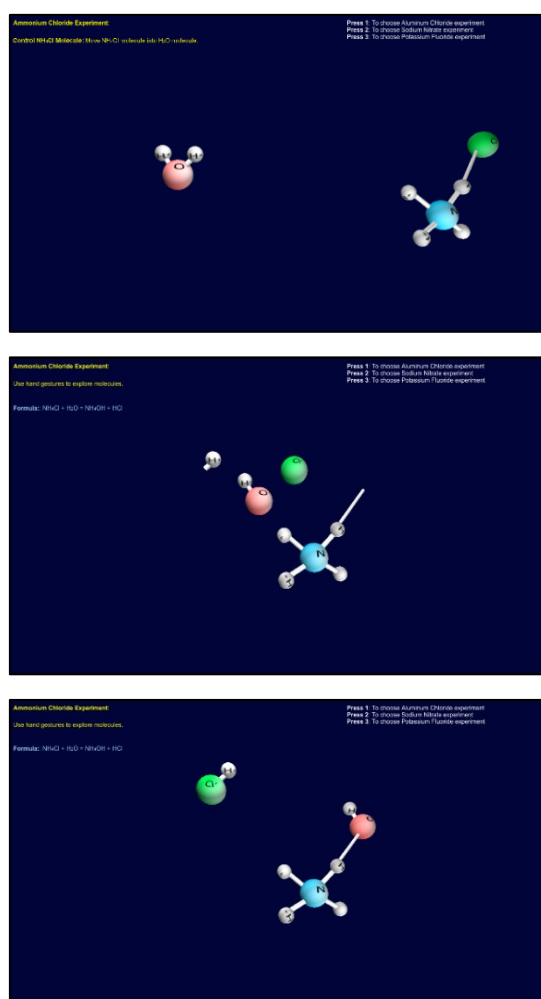 Ammonium Chloride Experiment:
Control NH₄Cl Molecule: Move NH₄Cl molecule into H₂O molecule.
Press 1: To choose Aluminum Chloride experiment
Press 2: To choose Sodium Nitrate experiment
Press 3: To choose Potassium Fluoride experiment
H
H
O
Cl
N
Ammonium Chloride Experiment:
Use hand gestures to explore molecules.
Formula: NH₄Cl + H₂O = NH₄OH + HCl
Press 1: To choose Aluminum Chloride experiment
Press 2: To choose Sodium Nitrate experiment
Press 3: To choose Potassium Fluoride experiment
H
H
O
Cl
N
H
Ammonium Chloride Experiment:
Use hand gestures to explore molecules.
Formula: NH₄Cl + H₂O = NH₄OH + HCl
Press 1: To choose Aluminum Chloride experiment
Press 2: To choose Sodium Nitrate experiment
Press 3: To choose Potassium Fluoride experiment
H
Cl
H
O
N
H